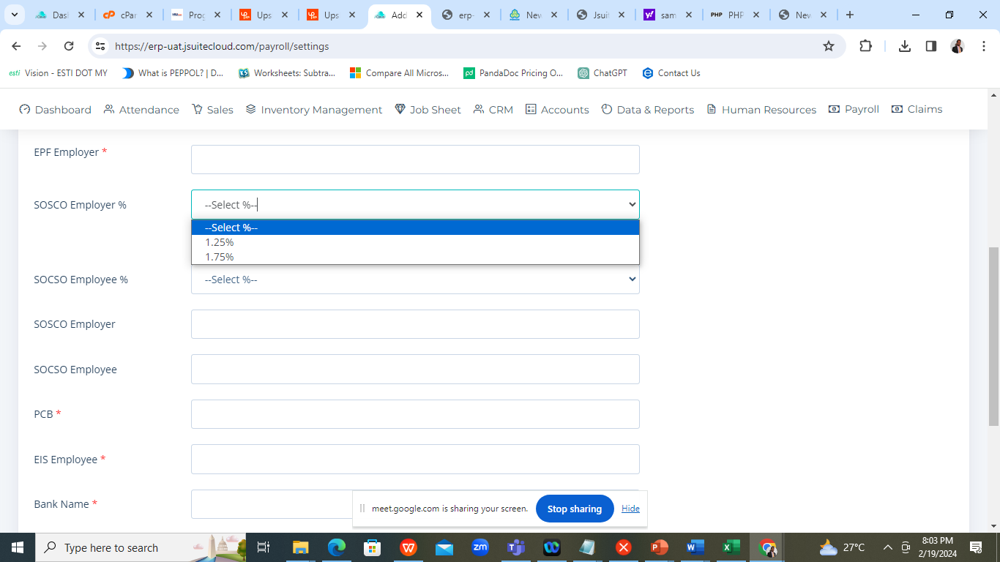 Dash
cPar
Prog
Ups
Ups
Add
erp-
New
Jsuit
sam
PHP PHP
New
https://erp-uat.jsuitecloud.com/payroll/settings
esti Vision - ESTI DOT MY
What is PEPPOL? | D...
Worksheets: Subtra...
Compare All Micros...
pd PandaDoc Pricing O...
ChatGPT
Contact Us
Dashboard
Attendance
Sales
Inventory Management
Job Sheet
CRM
Accounts
Data & Reports
Human Resources
Payroll
Claims
EPF Employer *
SOSCO Employer %
--Select %--
--Select %--
1.25%
1.75%
SOCSO Employee %
--Select %--
SOSCO Employer
SOCSO Employee
PCB *
EIS Employee *
Bank Name *
meet.google.com is sharing your screen.
Stop sharing
Hide
Type here to search
zm
27°C
8:03 PM
2/19/2024